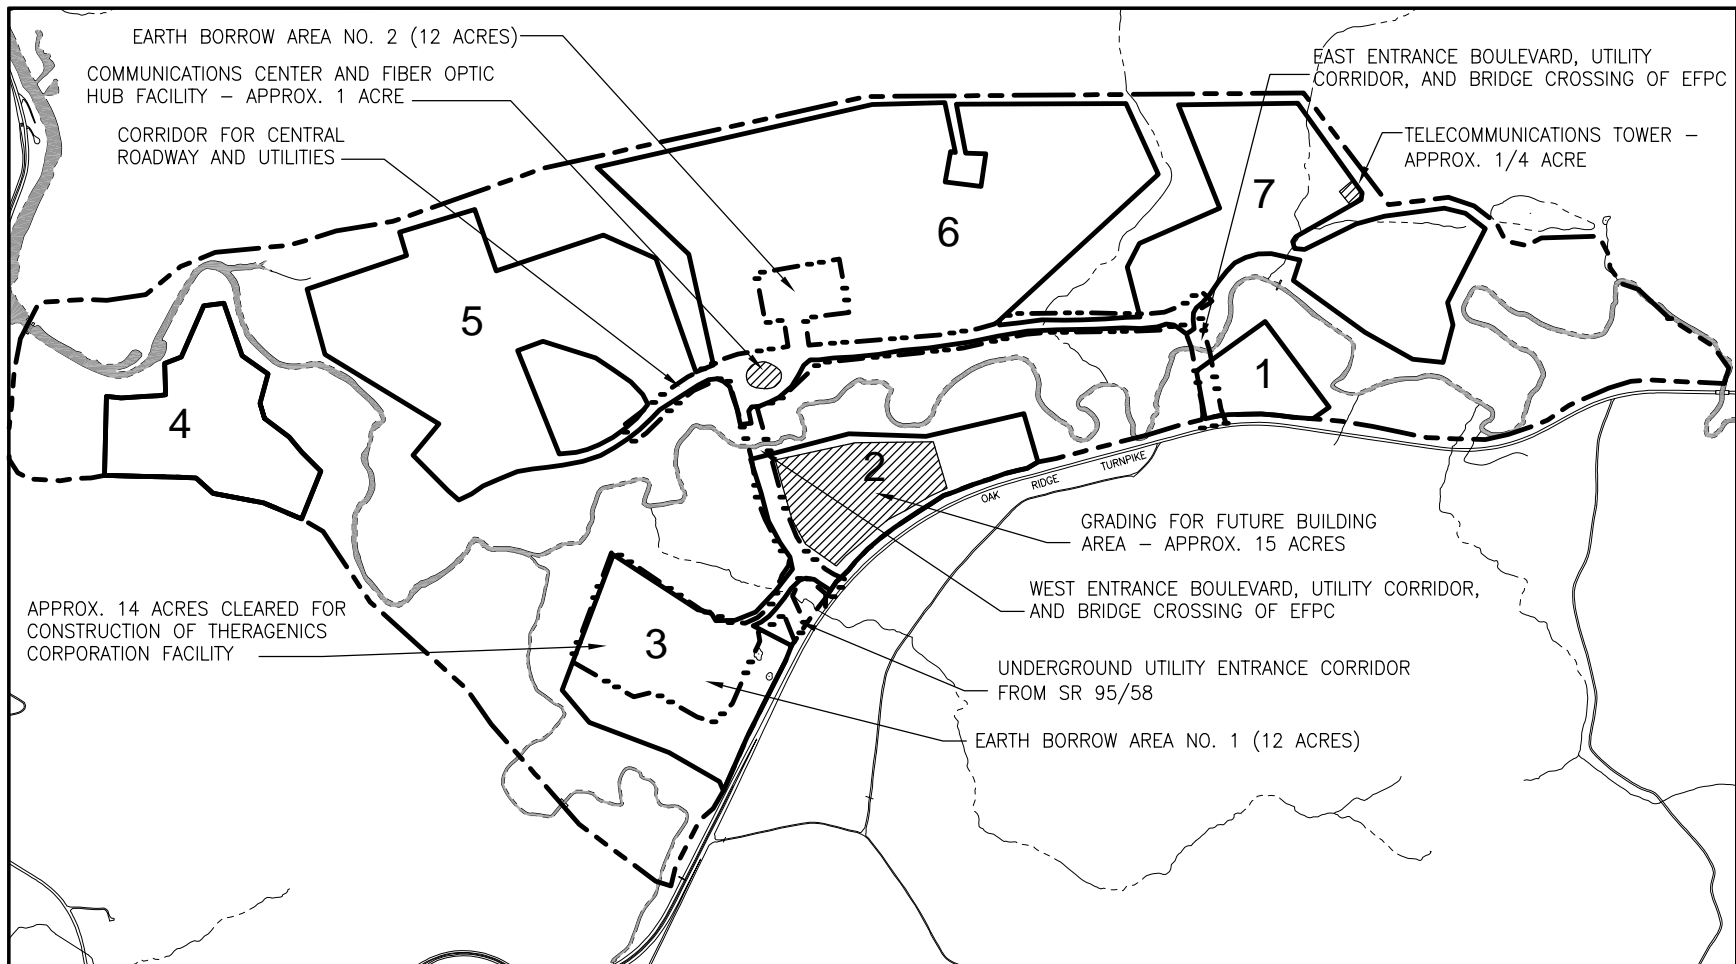 EARTH BORROW AREA NO. 2 (12 ACRES)
COMMUNICATIONS CENTER AND FIBER OPTIC
HUB FACILITY – APPROX. 1 ACRE
CORRIDOR FOR CENTRAL
ROADWAY AND UTILITIES
EAST ENTRANCE BOULEVARD, UTILITY
CORRIDOR, AND BRIDGE CROSSING OF EFPC
TELECOMMUNICATIONS TOWER –
APPROX. 1/4 ACRE
7
6
5
1
4
2
OAK RIDGE TURNPIKE
GRADING FOR FUTURE BUILDING
AREA – APPROX. 15 ACRES
WEST ENTRANCE BOULEVARD, UTILITY CORRIDOR,
AND BRIDGE CROSSING OF EFPC
APPROX. 14 ACRES CLEARED FOR
CONSTRUCTION OF THERAGENICS
CORPORATION FACILITY
3
UNDERGROUND UTILITY ENTRANCE CORRIDOR
FROM SR 95/58
EARTH BORROW AREA NO. 1 (12 ACRES)